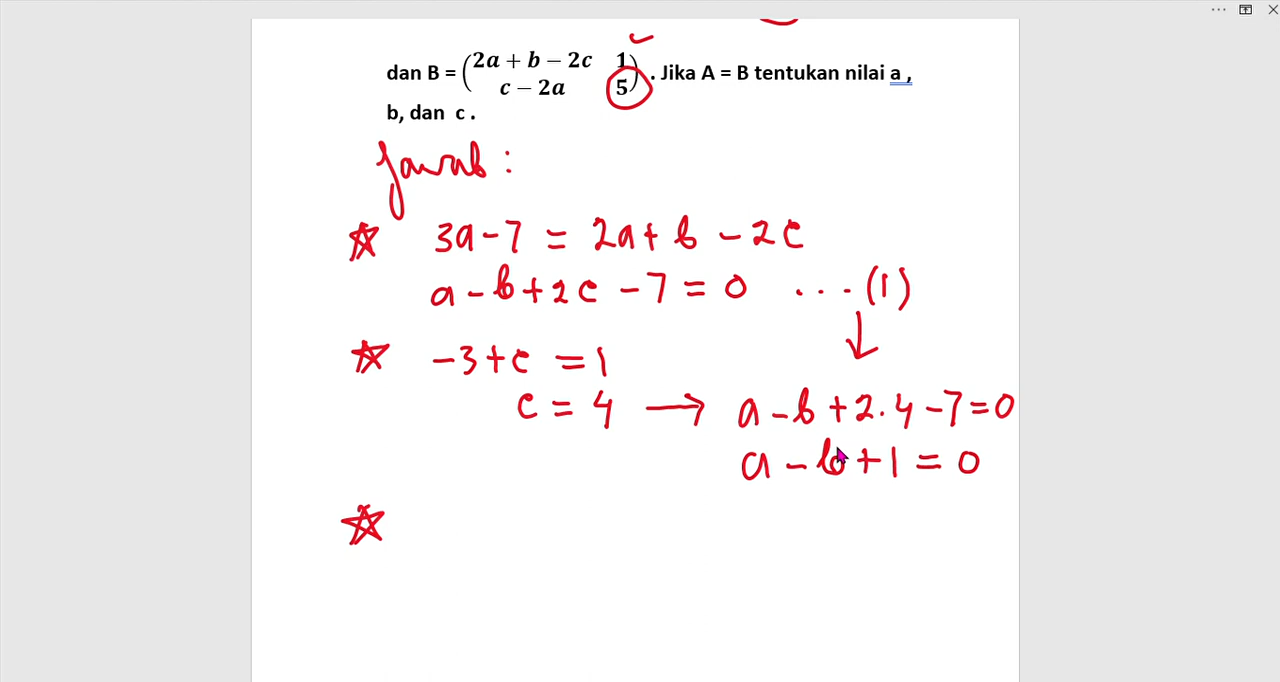 dan B = (2a + b − 2c 1
c − 2a 5) . Jika A = B tentukan nilai a ,
b, dan c .
Jawab :
☆ 3a − 7 = 2a + b − 2c
a − b + 2c − 7 = 0 ... (1)
☆ −3 + c = 1
c = 4 → a − b + 2 . 4 − 7 = 0
a − b + 1 = 0
☆